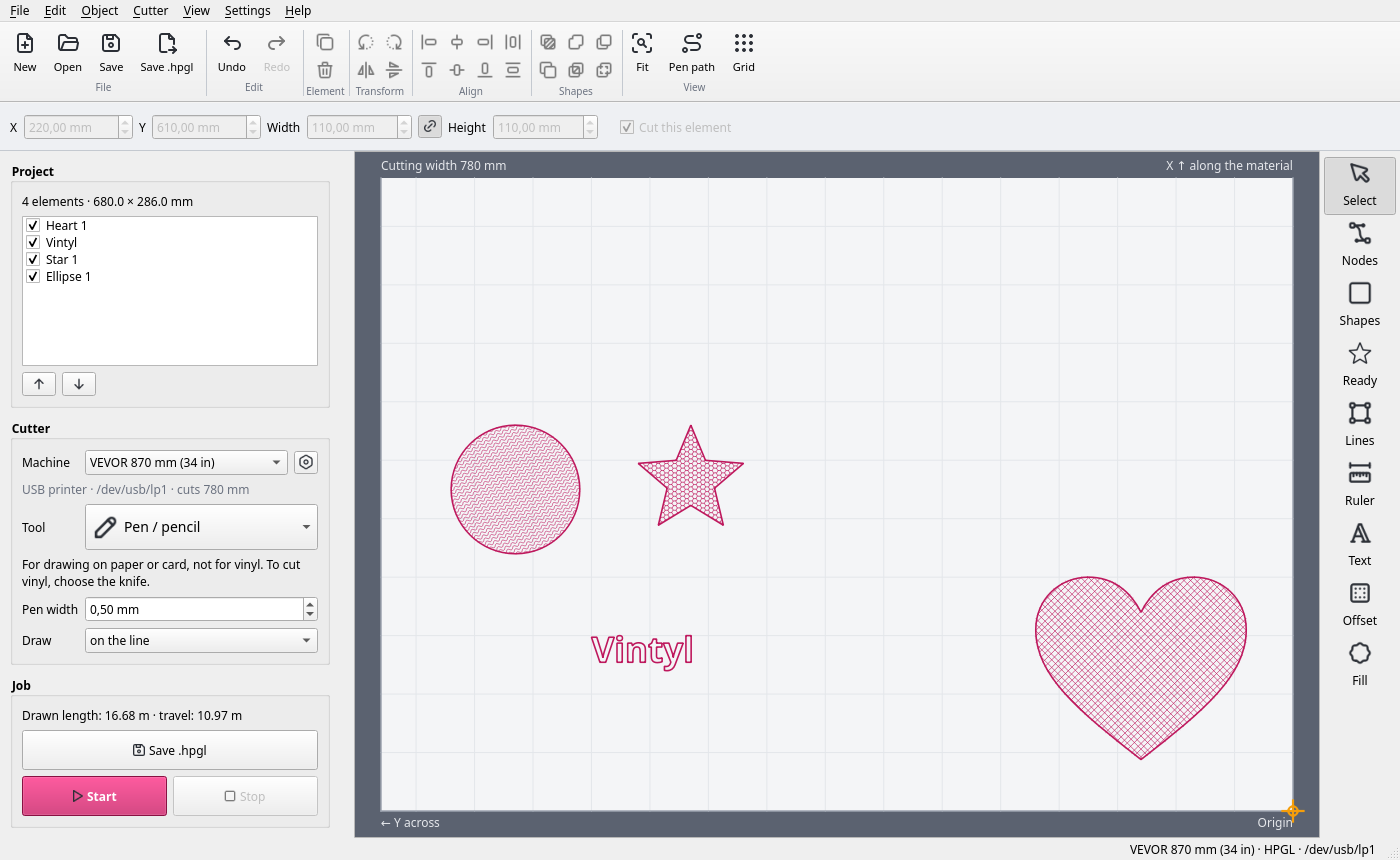 File Edit Object Cutter View Settings Help
New Open Save Save .hpgl Undo Redo Fit Pen path Grid
File Edit Element Transform Align Shapes View
X 220,00 mm Y 610,00 mm Width 110,00 mm Height 110,00 mm Cut this element
Project
4 elements · 680.0 × 286.0 mm
Heart 1
Vintyl
Star 1
Ellipse 1
Cutter
Machine VEVOR 870 mm (34 in)
USB printer · /dev/usb/lp1 · cuts 780 mm
Tool Pen / pencil
For drawing on paper or card, not for vinyl. To cut
vinyl, choose the knife.
Pen width 0,50 mm
Draw on the line
Job
Drawn length: 16.68 m · travel: 10.97 m
Save .hpgl
Start Stop
Cutting width 780 mm X ↑ along the material
Vintyl
← Y across Origin
Select
Nodes
Shapes
Ready
Lines
Ruler
Text
Offset
Fill
VEVOR 870 mm (34 in) · HPGL · /dev/usb/lp1